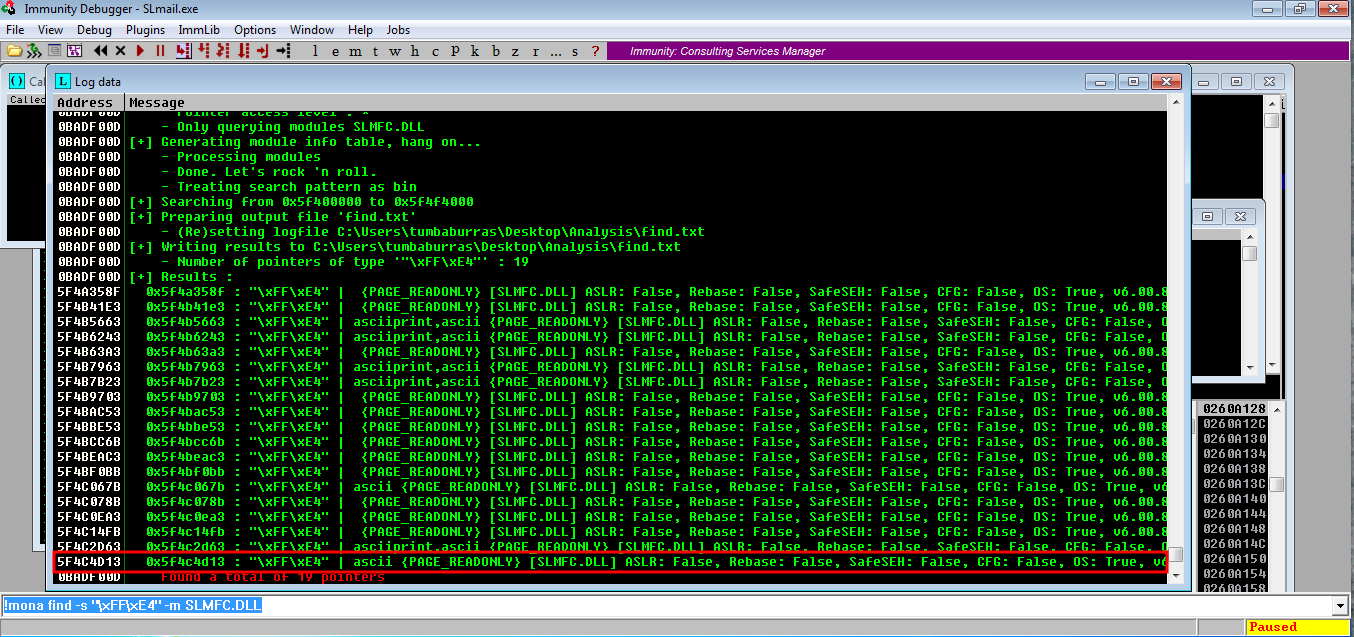 Immunity Debugger - SLmail.exe
File View Debug Plugins ImmLib Options Window Help Jobs
l e m t w h c P k b z r ... s ?
Immunity: Consulting Services Manager
Log data
Address Message
0BADF00D - Pointer access level : *
0BADF00D - Only querying modules SLMFC.DLL
0BADF00D [+] Generating module info table, hang on...
0BADF00D - Processing modules
0BADF00D - Done. Let's rock 'n roll.
0BADF00D - Treating search pattern as bin
0BADF00D [+] Searching from 0x5f400000 to 0x5f4f4000
0BADF00D [+] Preparing output file 'find.txt'
0BADF00D - (Re)setting logfile C:\Users\tumbaburras\Desktop\Analysis\find.txt
0BADF00D [+] Writing results to C:\Users\tumbaburras\Desktop\Analysis\find.txt
0BADF00D - Number of pointers of type '"\xFF\xE4"' : 19
0BADF00D [+] Results :
5F4A358F 0x5f4a358f : "\xFF\xE4" | {PAGE_READONLY} [SLMFC.DLL] ASLR: False, Rebase: False, SafeSEH: False, CFG: False, OS: True, v6.00.8
5F4B41E3 0x5f4b41e3 : "\xFF\xE4" | {PAGE_READONLY} [SLMFC.DLL] ASLR: False, Rebase: False, SafeSEH: False, CFG: False, OS: True, v6.00.8
5F4B5663 0x5f4b5663 : "\xFF\xE4" | asciiprint,ascii {PAGE_READONLY} [SLMFC.DLL] ASLR: False, Rebase: False, SafeSEH: False, CFG: False, O
5F4B6243 0x5f4b6243 : "\xFF\xE4" | asciiprint,ascii {PAGE_READONLY} [SLMFC.DLL] ASLR: False, Rebase: False, SafeSEH: False, CFG: False, O
5F4B63A3 0x5f4b63a3 : "\xFF\xE4" | {PAGE_READONLY} [SLMFC.DLL] ASLR: False, Rebase: False, SafeSEH: False, CFG: False, OS: True, v6.00.8
5F4B7963 0x5f4b7963 : "\xFF\xE4" | asciiprint,ascii {PAGE_READONLY} [SLMFC.DLL] ASLR: False, Rebase: False, SafeSEH: False, CFG: False, O
5F4B7B23 0x5f4b7b23 : "\xFF\xE4" | asciiprint,ascii {PAGE_READONLY} [SLMFC.DLL] ASLR: False, Rebase: False, SafeSEH: False, CFG: False, O
5F4B9703 0x5f4b9703 : "\xFF\xE4" | {PAGE_READONLY} [SLMFC.DLL] ASLR: False, Rebase: False, SafeSEH: False, CFG: False, OS: True, v6.00.8
5F4BAC53 0x5f4bac53 : "\xFF\xE4" | {PAGE_READONLY} [SLMFC.DLL] ASLR: False, Rebase: False, SafeSEH: False, CFG: False, OS: True, v6.00.8
5F4BBE53 0x5f4bbe53 : "\xFF\xE4" | {PAGE_READONLY} [SLMFC.DLL] ASLR: False, Rebase: False, SafeSEH: False, CFG: False, OS: True, v6.00.8
5F4BCC6B 0x5f4bcc6b : "\xFF\xE4" | {PAGE_READONLY} [SLMFC.DLL] ASLR: False, Rebase: False, SafeSEH: False, CFG: False, OS: True, v6.00.8
5F4BEAC3 0x5f4beac3 : "\xFF\xE4" | {PAGE_READONLY} [SLMFC.DLL] ASLR: False, Rebase: False, SafeSEH: False, CFG: False, OS: True, v6.00.8
5F4BF0BB 0x5f4bf0bb : "\xFF\xE4" | {PAGE_READONLY} [SLMFC.DLL] ASLR: False, Rebase: False, SafeSEH: False, CFG: False, OS: True, v6.00.8
5F4C067B 0x5f4c067b : "\xFF\xE4" | ascii {PAGE_READONLY} [SLMFC.DLL] ASLR: False, Rebase: False, SafeSEH: False, CFG: False, OS: True, v6
5F4C078B 0x5f4c078b : "\xFF\xE4" | {PAGE_READONLY} [SLMFC.DLL] ASLR: False, Rebase: False, SafeSEH: False, CFG: False, OS: True, v6.00.8
5F4C0EA3 0x5f4c0ea3 : "\xFF\xE4" | {PAGE_READONLY} [SLMFC.DLL] ASLR: False, Rebase: False, SafeSEH: False, CFG: False, OS: True, v6.00.8
5F4C14FB 0x5f4c14fb : "\xFF\xE4" | {PAGE_READONLY} [SLMFC.DLL] ASLR: False, Rebase: False, SafeSEH: False, CFG: False, OS: True, v6.00.8
5F4C2D63 0x5f4c2d63 : "\xFF\xE4" | asciiprint,ascii {PAGE_READONLY} [SLMFC.DLL] ASLR: False, Rebase: False, SafeSEH: False, CFG: False, O
5F4C4D13 0x5f4c4d13 : "\xFF\xE4" | ascii {PAGE_READONLY} [SLMFC.DLL] ASLR: False, Rebase: False, SafeSEH: False, CFG: False, OS: True, v6
0BADF00D Found a total of 19 pointers
0260A128
0260A12C
0260A130
0260A134
0260A138
0260A13C
0260A140
0260A144
0260A148
0260A14C
0260A150
0260A154
0260A158
!mona find -s "\xFF\xE4" -m SLMFC.DLL
Paused